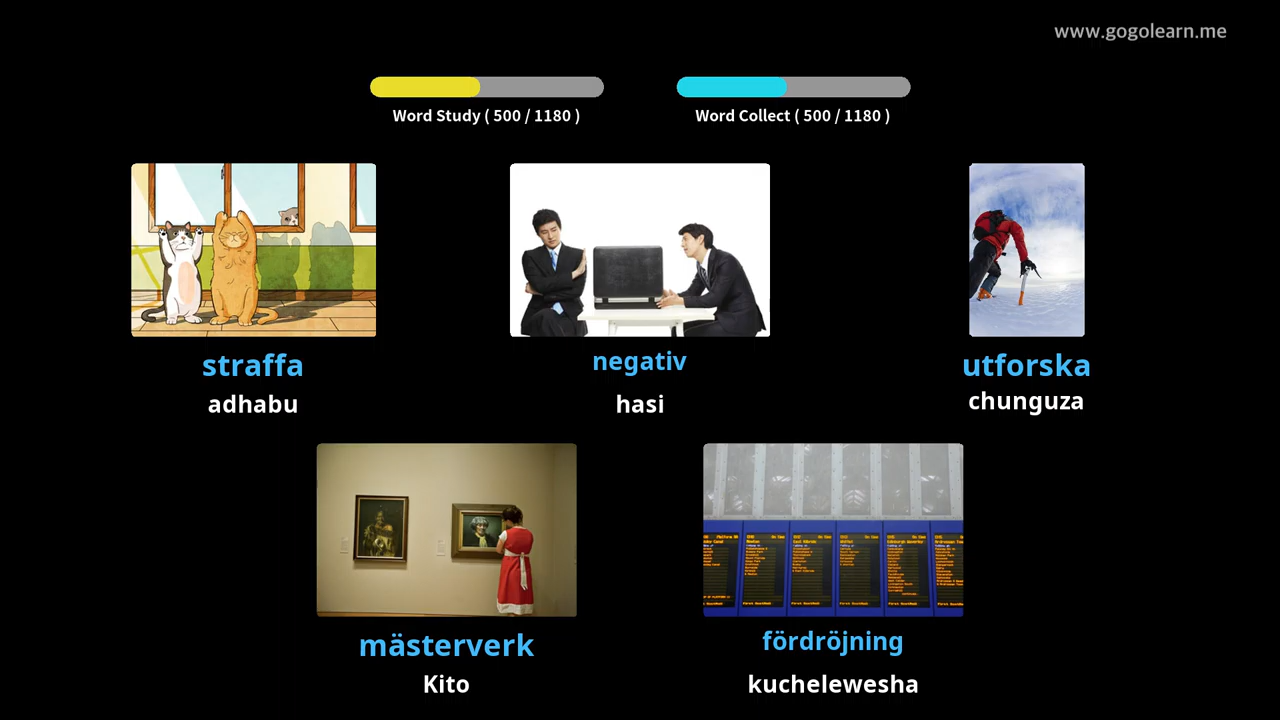 www.gogolearn.me
Word Study ( 500 / 1180 )
Word Collect ( 500 / 1180 )
straffa
adhabu
negativ
hasi
utforska
chunguza
mästerverk
Kito
fördröjning
kuchelewesha